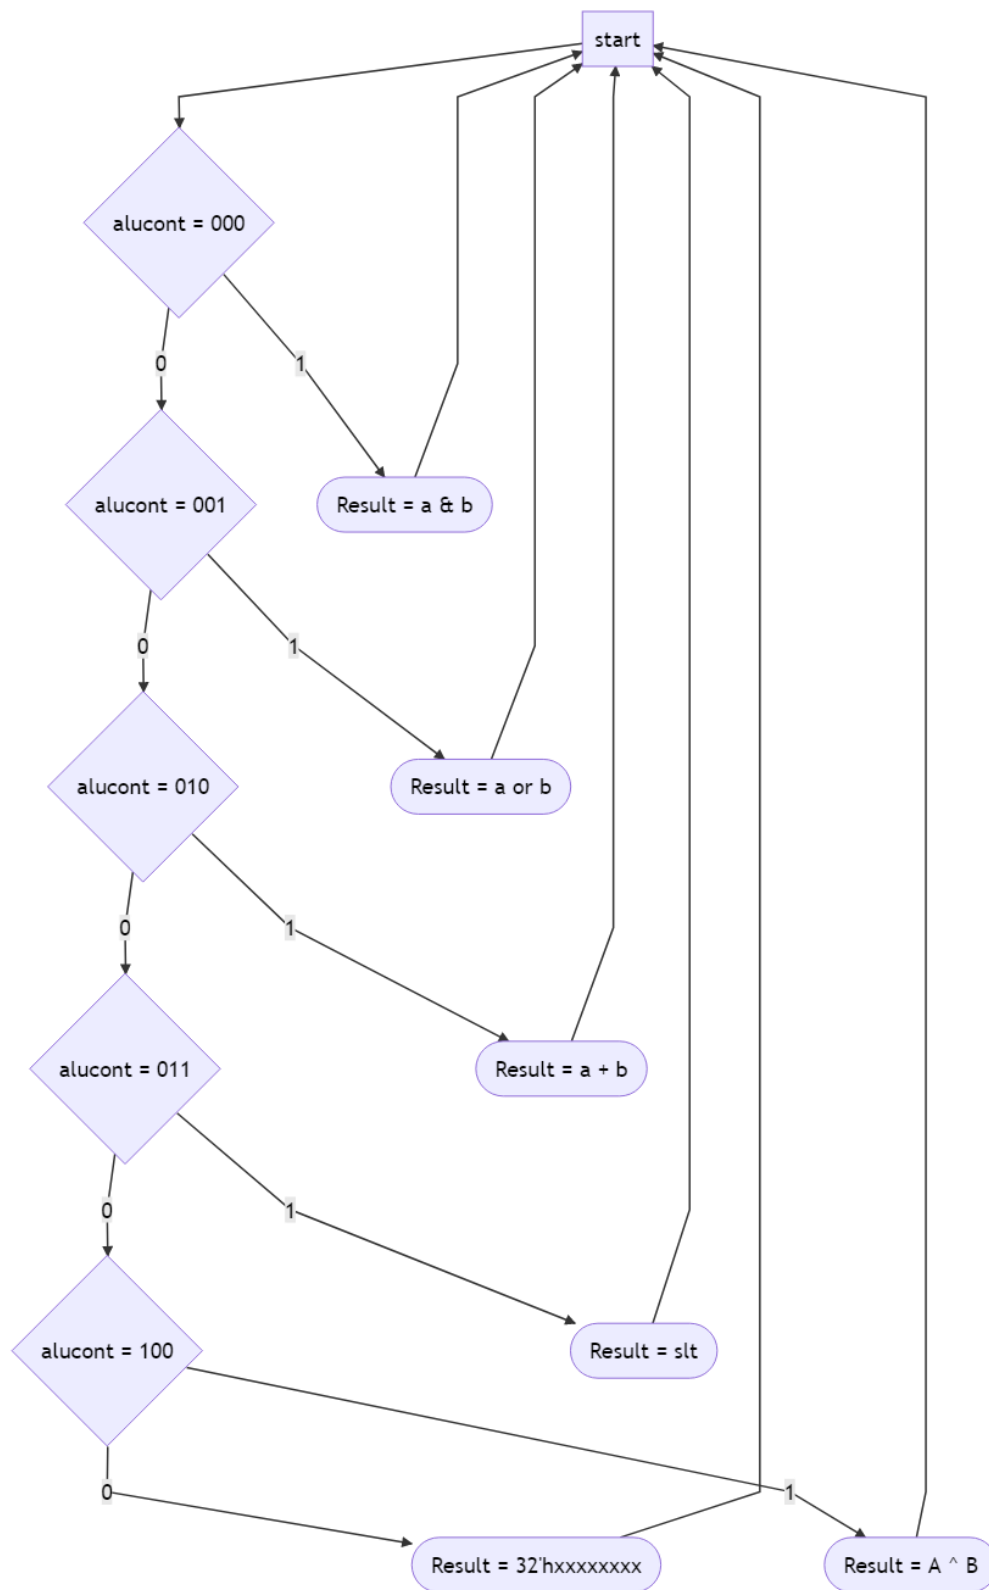 start
alucont = 000
0
1
alucont = 001
Result = a & b
0
1
alucont = 010
Result = a or b
0
1
alucont = 011
Result = a + b
0
1
alucont = 100
Result = slt
0
1
Result = 32'hxxxxxxxx
Result = A ^ B